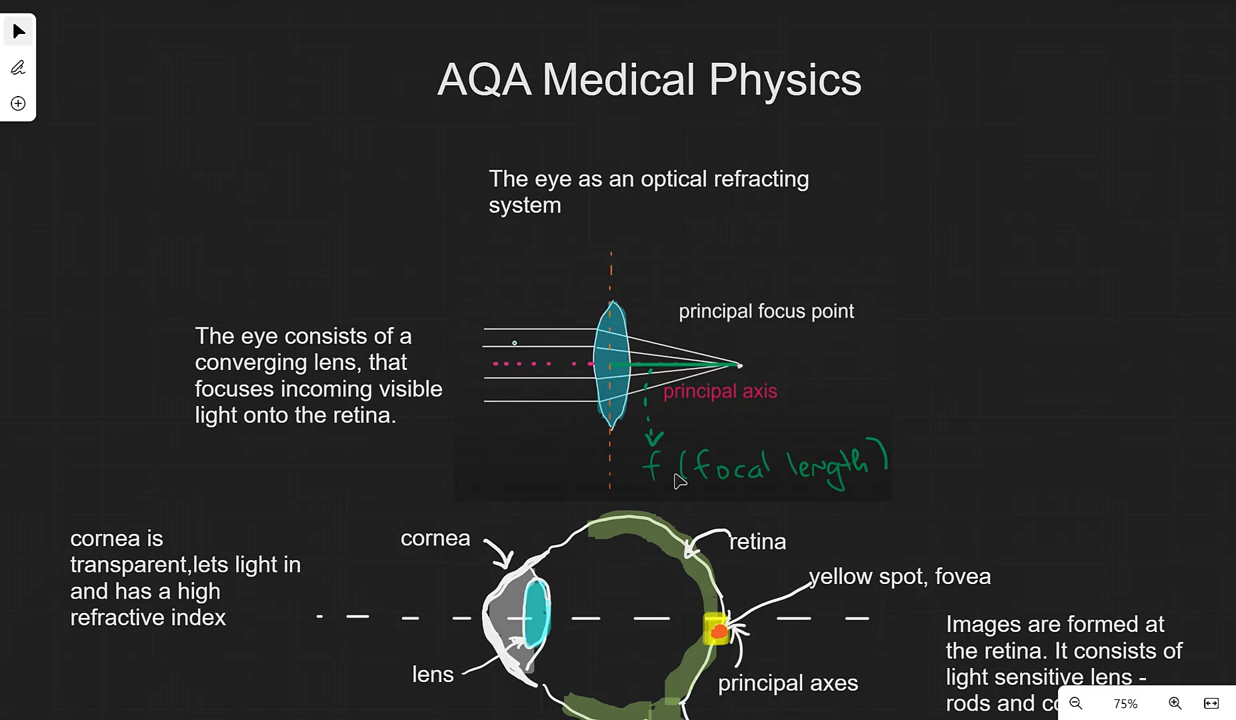 AQA Medical Physics
The eye as an optical refracting
system
principal focus point
The eye consists of a
converging lens, that
focuses incoming visible
light onto the retina.
principal axis
f (focal length)
cornea is
transparent,lets light in
and has a high
refractive index
cornea
retina
yellow spot, fovea
lens
principal axes
Images are formed at
the retina. It consists of
light sensitive lens -
rods and
75%